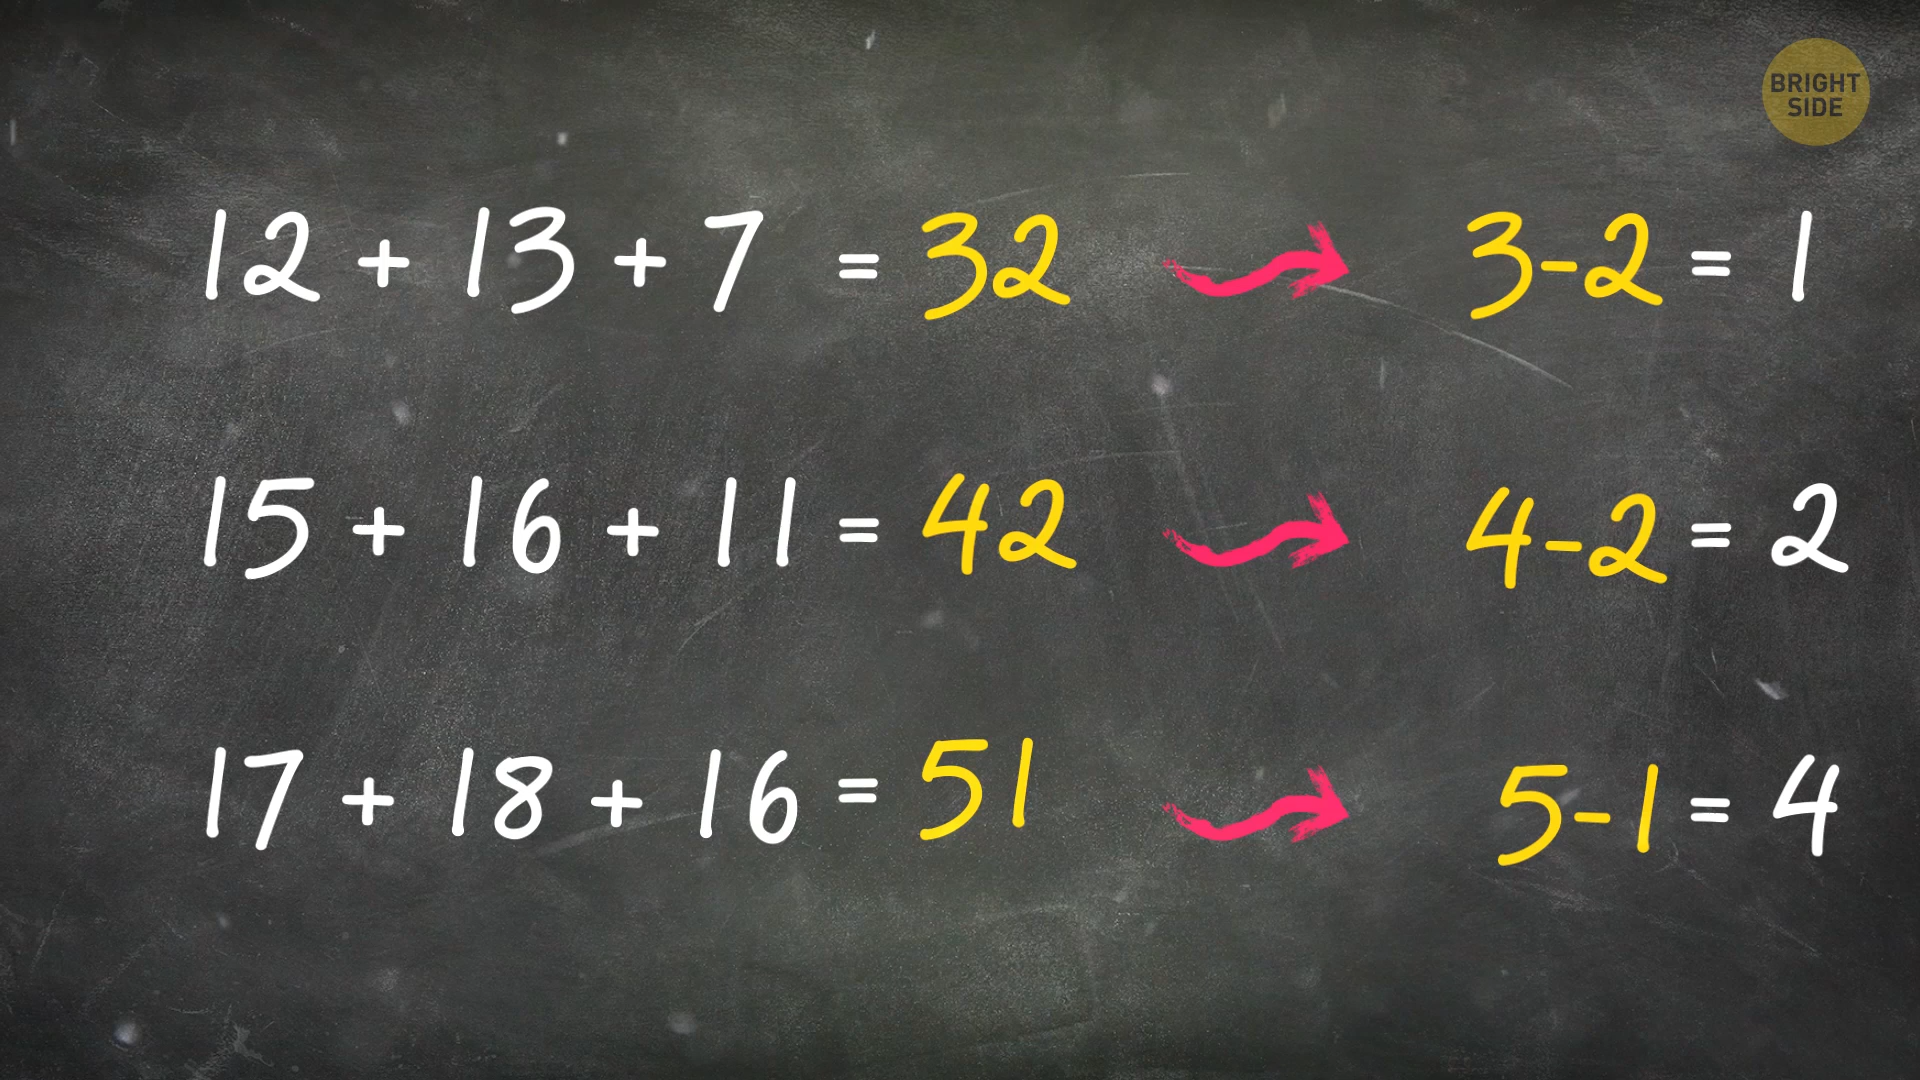 BRIGHT
SIDE
12 + 13 + 7 = 32 → 3-2 = 1
15 + 16 + 11 = 42 → 4-2 = 2
17 + 18 + 16 = 51 → 5-1 = 4